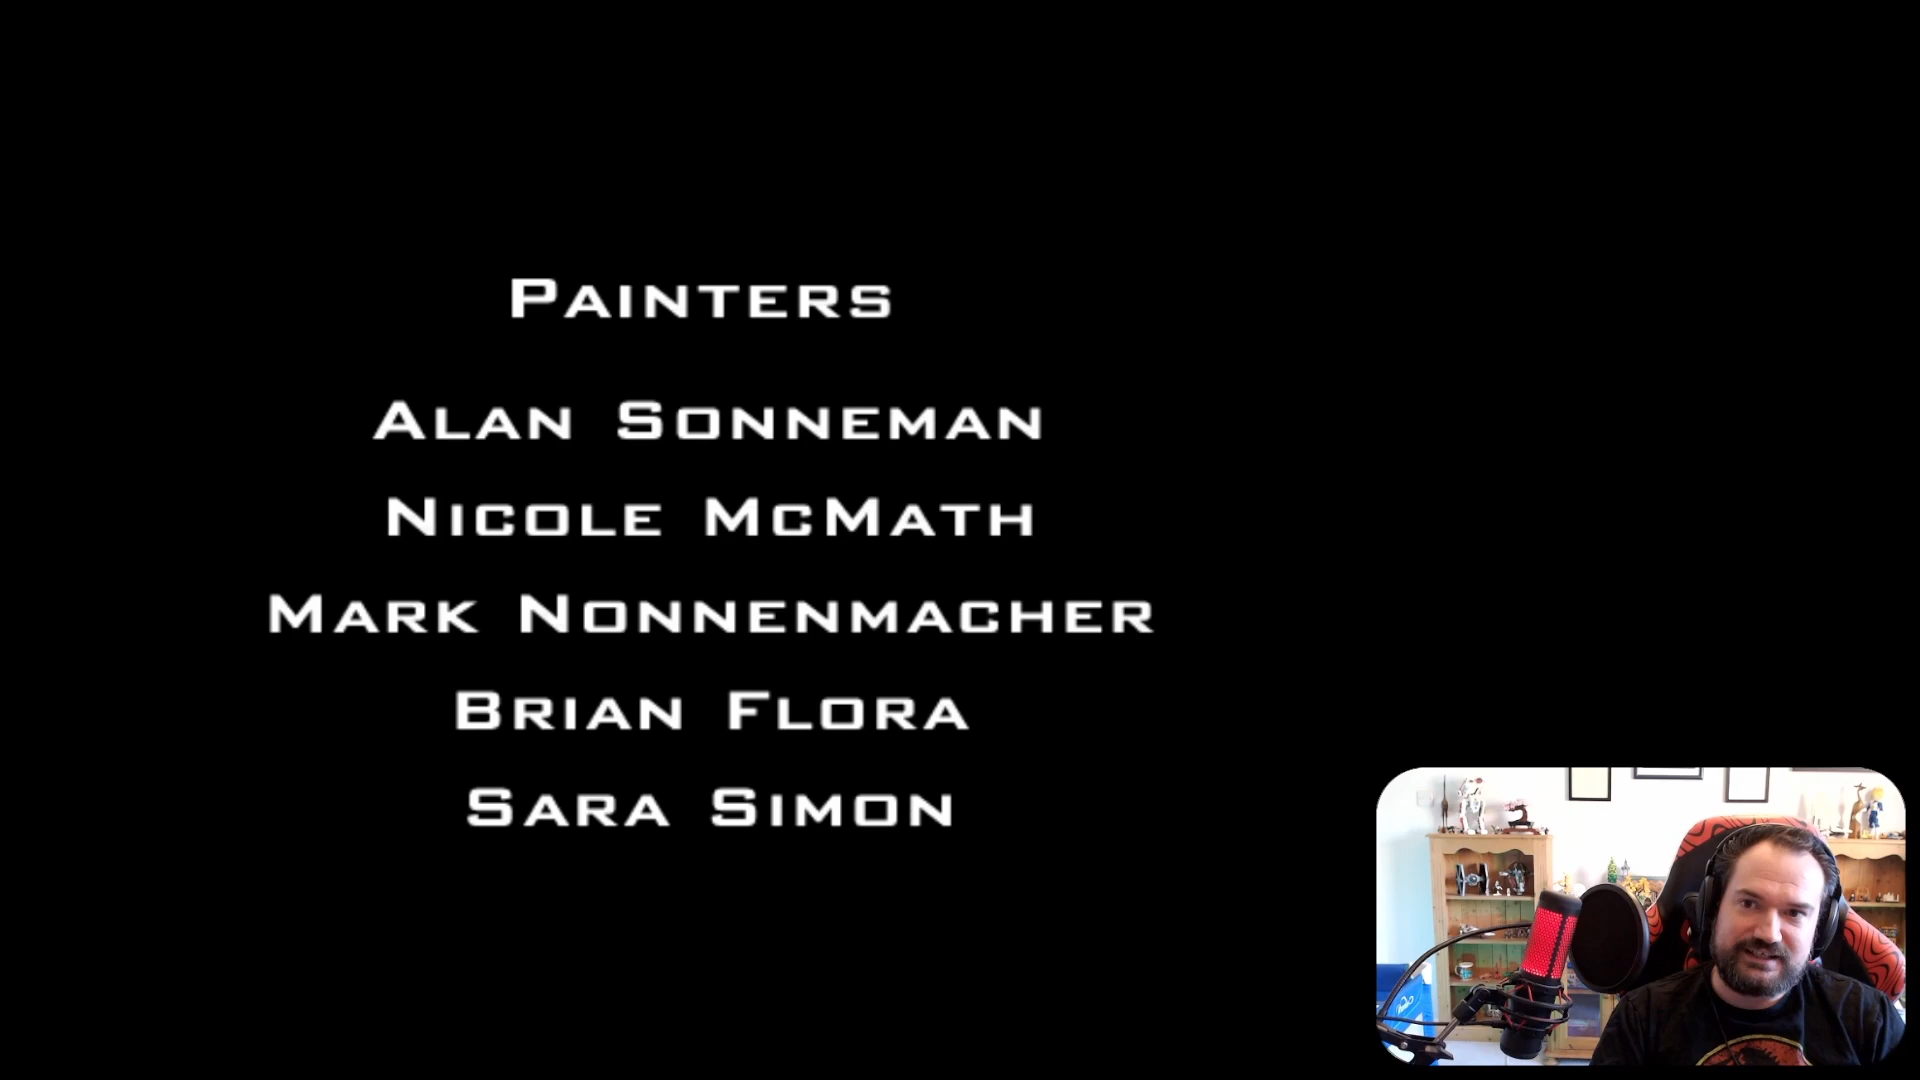 Painters
Alan Sonneman
Nicole McMath
Mark Nonnenmacher
Brian Flora
Sara Simon